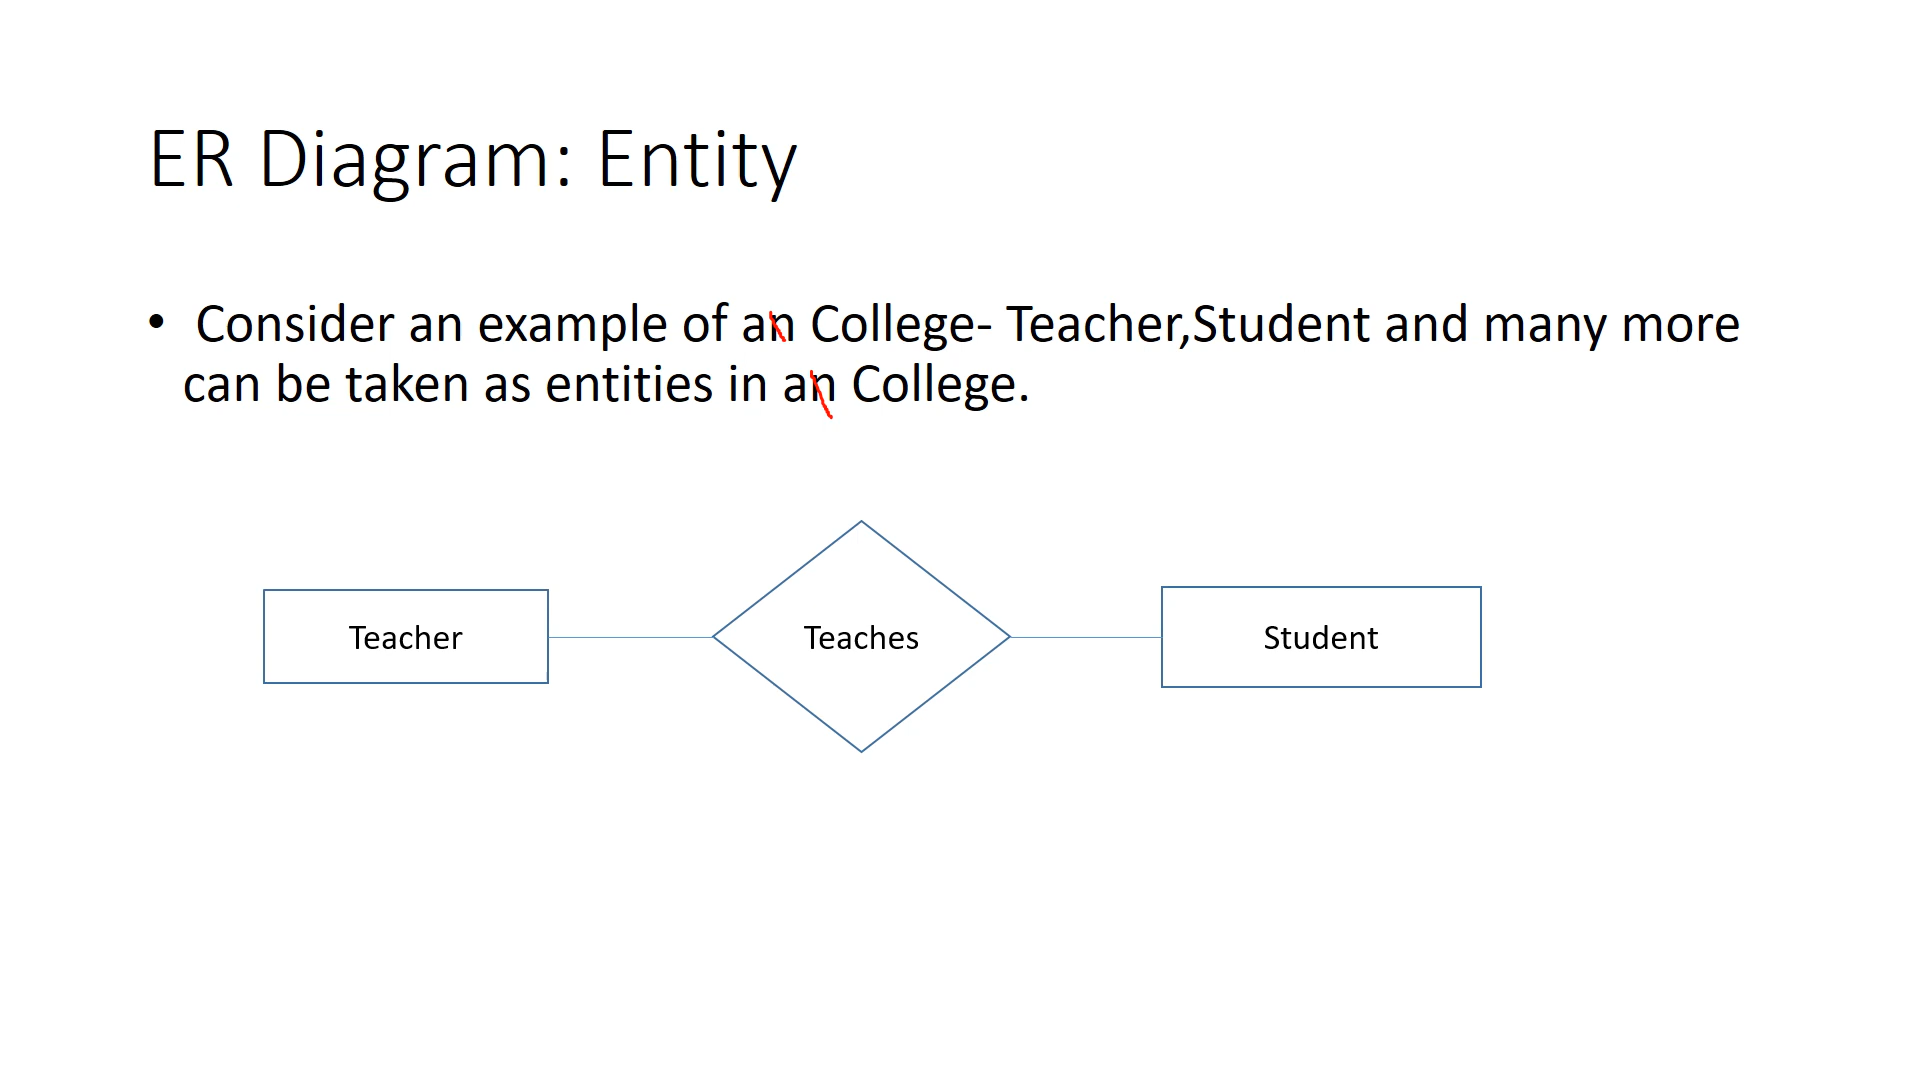 ER Diagram: Entity
• Consider an example of an College- Teacher,Student and many more
can be taken as entities in an College.
Teacher
Teaches
Student